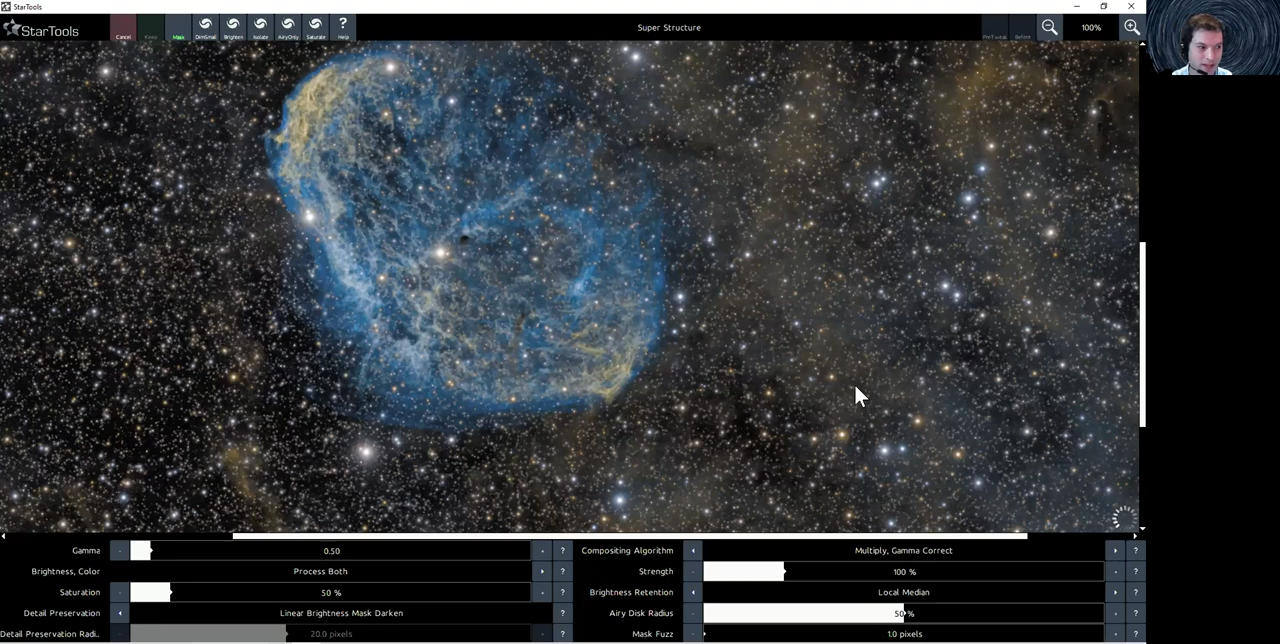 StarTools
StarTools
Cancel
Keep
Mask
DimSmall
Brighten
Isolate
AiryOnly
Saturate
?
Help
Super Structure
PreTweak
Before
100%
Gamma - 0.50 ?
Brightness, Color Process Both ?
Saturation - 50 % ?
Detail Preservation Linear Brightness Mask Darken ?
Detail Preservation Radi.. 20.0 pixels ?
Compositing Algorithm Multiply, Gamma Correct ?
Strength - 100 % ?
Brightness Retention Local Median ?
Airy Disk Radius - 50 % ?
Mask Fuzz - 1.0 pixels ?